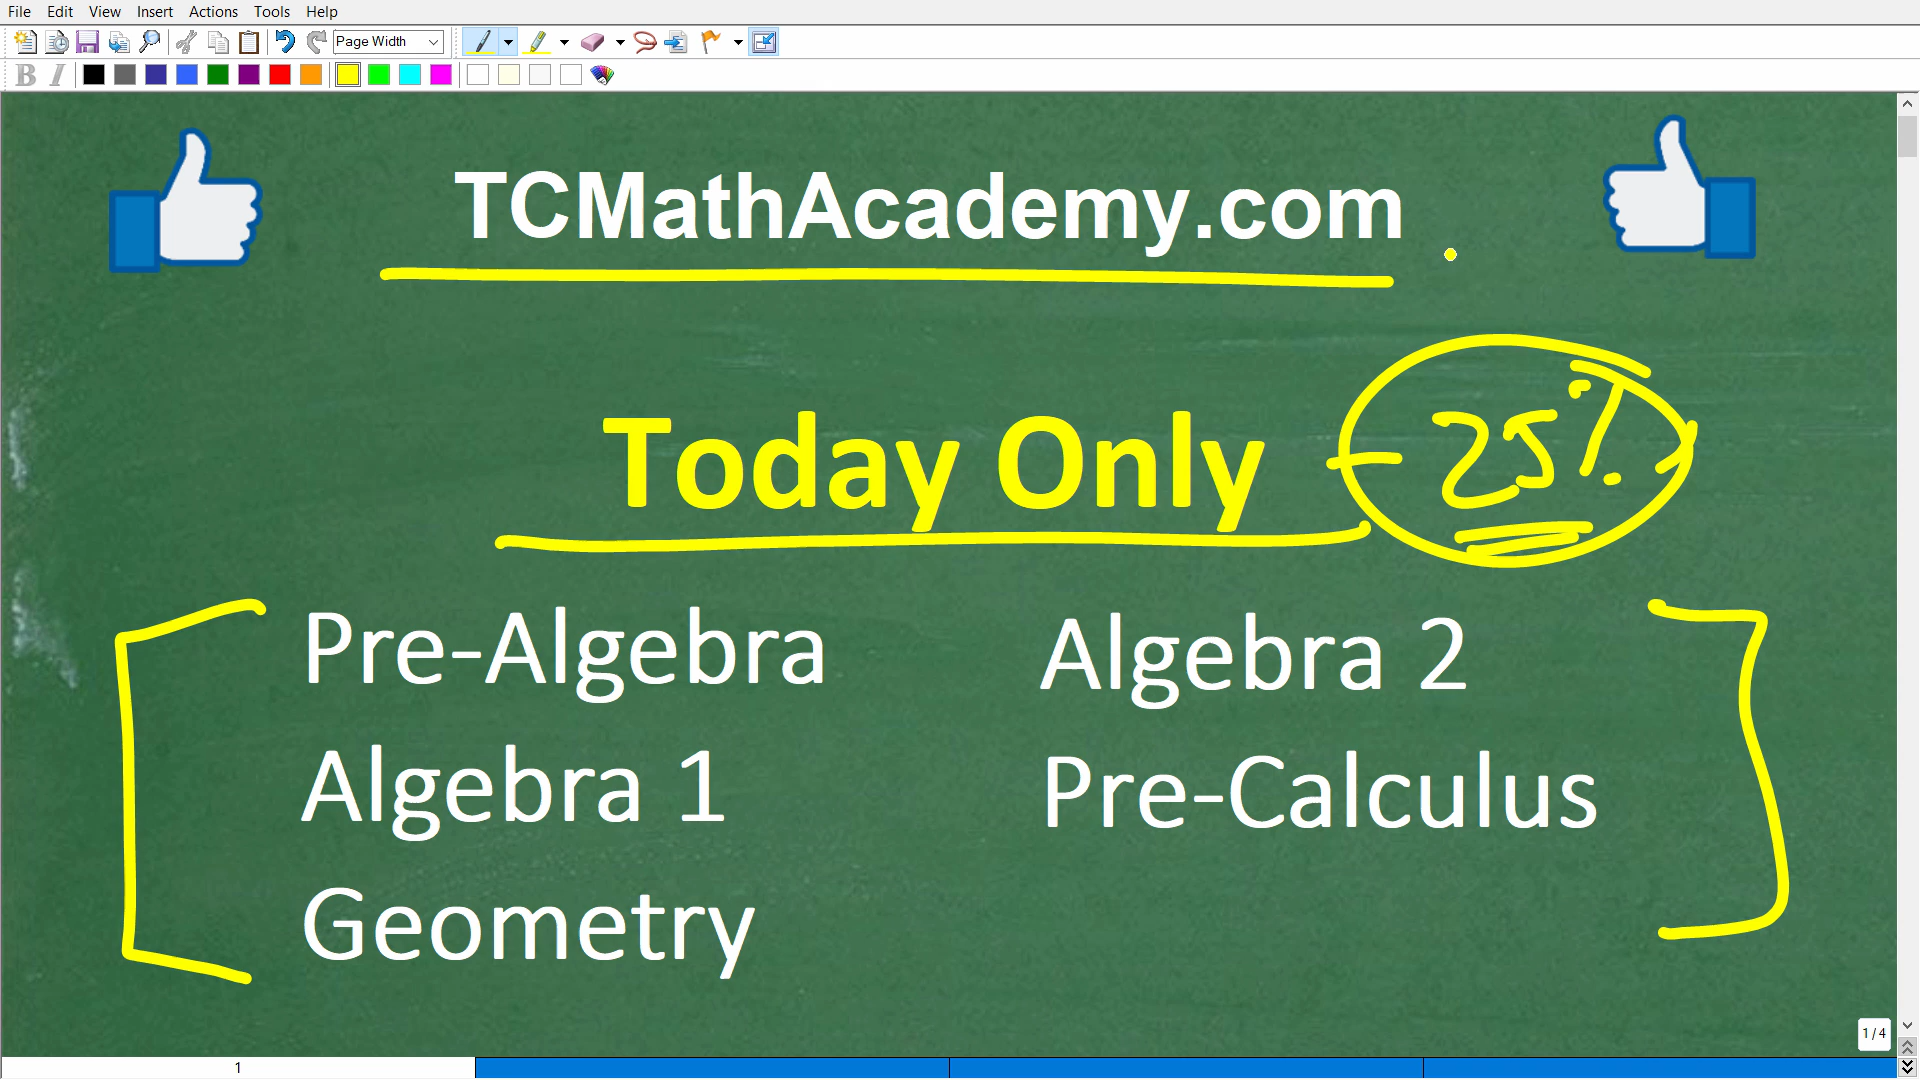 File Edit View Insert Actions Tools Help
Page Width
B I
TCMathAcademy.com
Today Only 25%
Pre-Algebra Algebra 2
Algebra 1 Pre-Calculus
Geometry
1 / 4
1